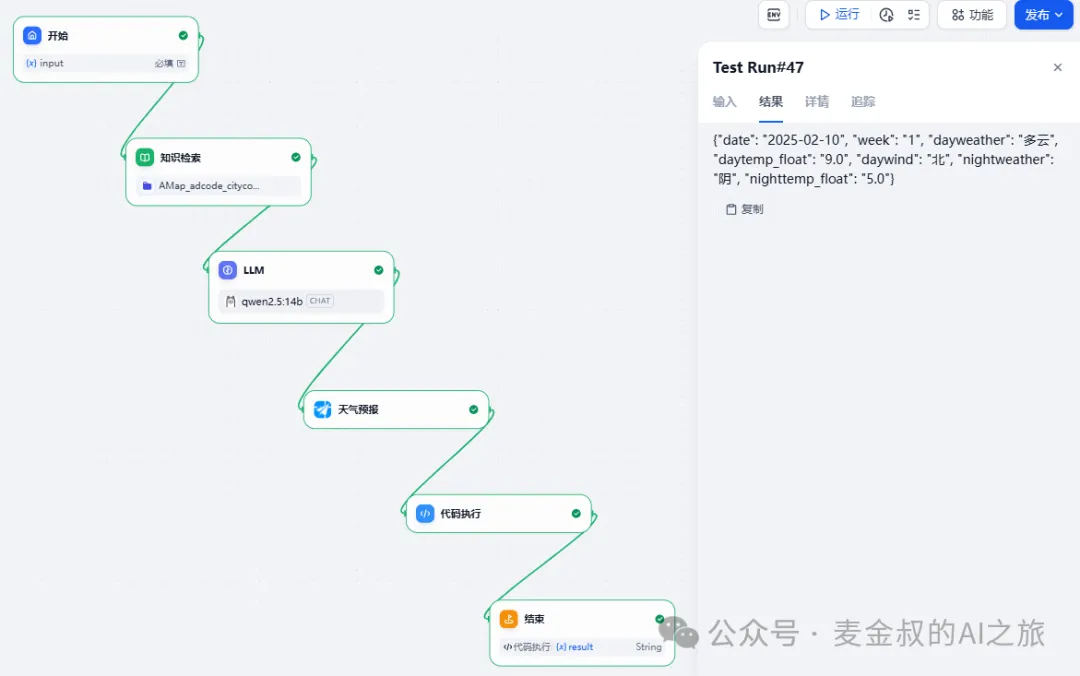 ENV
运行
功能
发布
开始
(x) input
必填
知识检索
AMap_adcode_cityco...
LLM
qwen2.5:14b CHAT
天气预报
代码执行
结束
代码执行 (x) result String
Test Run#47
输入 结果 详情 追踪
{"date": "2025-02-10", "week": "1", "dayweather": "多云",
"daytemp_float": "9.0", "daywind": "北", "nightweather":
"阴", "nighttemp_float": "5.0"}
复制
公众号 · 麦金叔的AI之旅